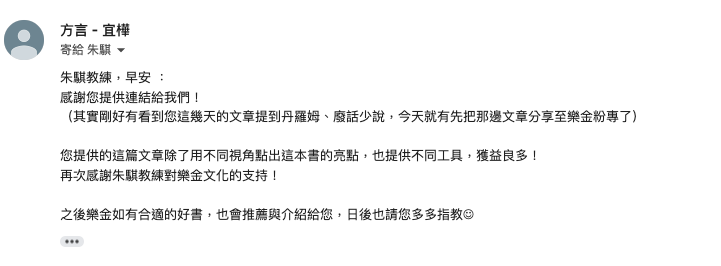 方言 - 宜樺
寄給 朱騏
朱騏教練，早安 ：
感謝您提供連結給我們！
（其實剛好有看到您這幾天的文章提到丹羅姆、廢話少說，今天就有先把那邊文章分享至樂金粉專了）
您提供的這篇文章除了用不同視角點出這本書的亮點，也提供不同工具，獲益良多！
再次感謝朱騏教練對樂金文化的支持！
之後樂金如有合適的好書，也會推薦與介紹給您，日後也請您多多指教☺